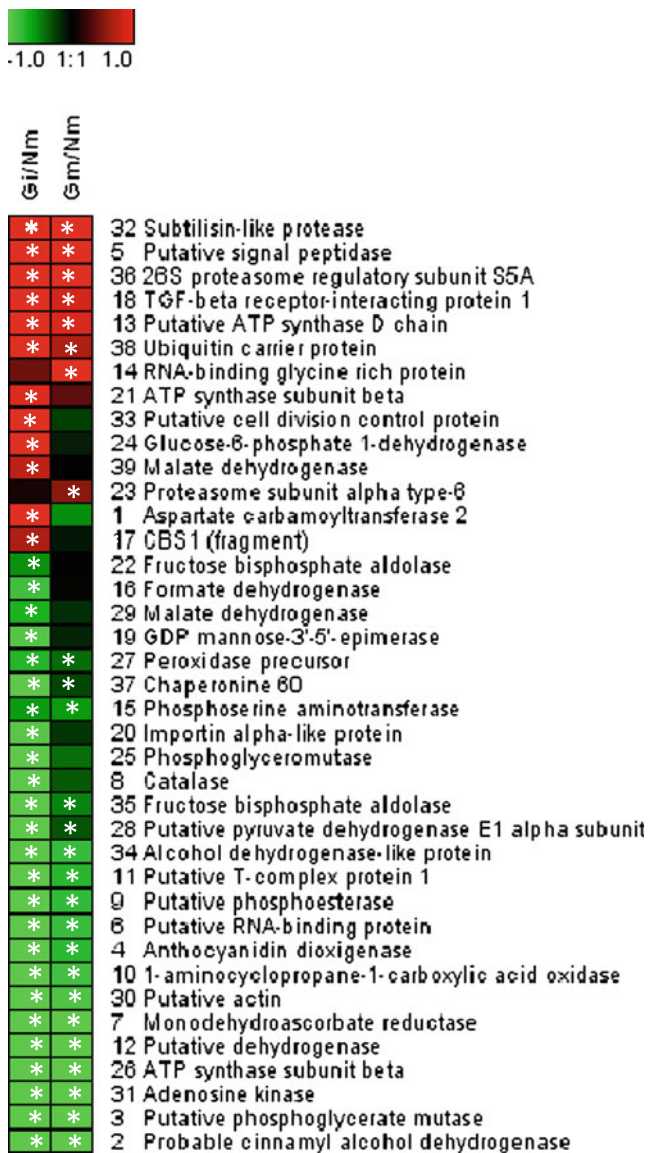 -1.0 1:1 1.0
Gi/Nm
Gm/Nm
* * 32 Subtilisin-like protease
* * 5 Putative signal peptidase
* * 36 26S proteasome regulatory subunit S5A
* * 18 TGF-beta receptor-interacting protein 1
* * 13 Putative ATP synthase D chain
* * 38 Ubiquitin carrier protein
* 14 RNA-binding glycine rich protein
* 21 ATP synthase subunit beta
* 33 Putative cell division control protein
* 24 Glucose-6-phosphate 1-dehydrogenase
* 39 Malate dehydrogenase
* 23 Proteasome subunit alpha type-6
* 1 Aspartate carbamoyltransferase 2
* 17 CBS1 (fragment)
* 22 Fructose bisphosphate aldolase
* 16 Formate dehydrogenase
* 29 Malate dehydrogenase
* 19 GDP mannose-3'-5'-epimerase
* * 27 Peroxidase precursor
* * 37 Chaperonine 60
* * 15 Phosphoserine aminotransferase
* 20 Importin alpha-like protein
* 25 Phosphoglyceromutase
* 8 Catalase
* * 35 Fructose bisphosphate aldolase
* * 28 Putative pyruvate dehydrogenase E1 alpha subunit
* * 34 Alcohol dehydrogenase-like protein
* * 11 Putative T-complex protein 1
* * 9 Putative phosphoesterase
* * 6 Putative RNA-binding protein
* * 4 Anthocyanidin dioxigenase
* * 10 1-aminocyclopropane-1-carboxylic acid oxidase
* * 30 Putative actin
* * 7 Monodehydroascorbate reductase
* * 12 Putative dehydrogenase
* * 26 ATP synthase subunit beta
* * 31 Adenosine kinase
* * 3 Putative phosphoglycerate mutase
* * 2 Probable cinnamyl alcohol dehydrogenase